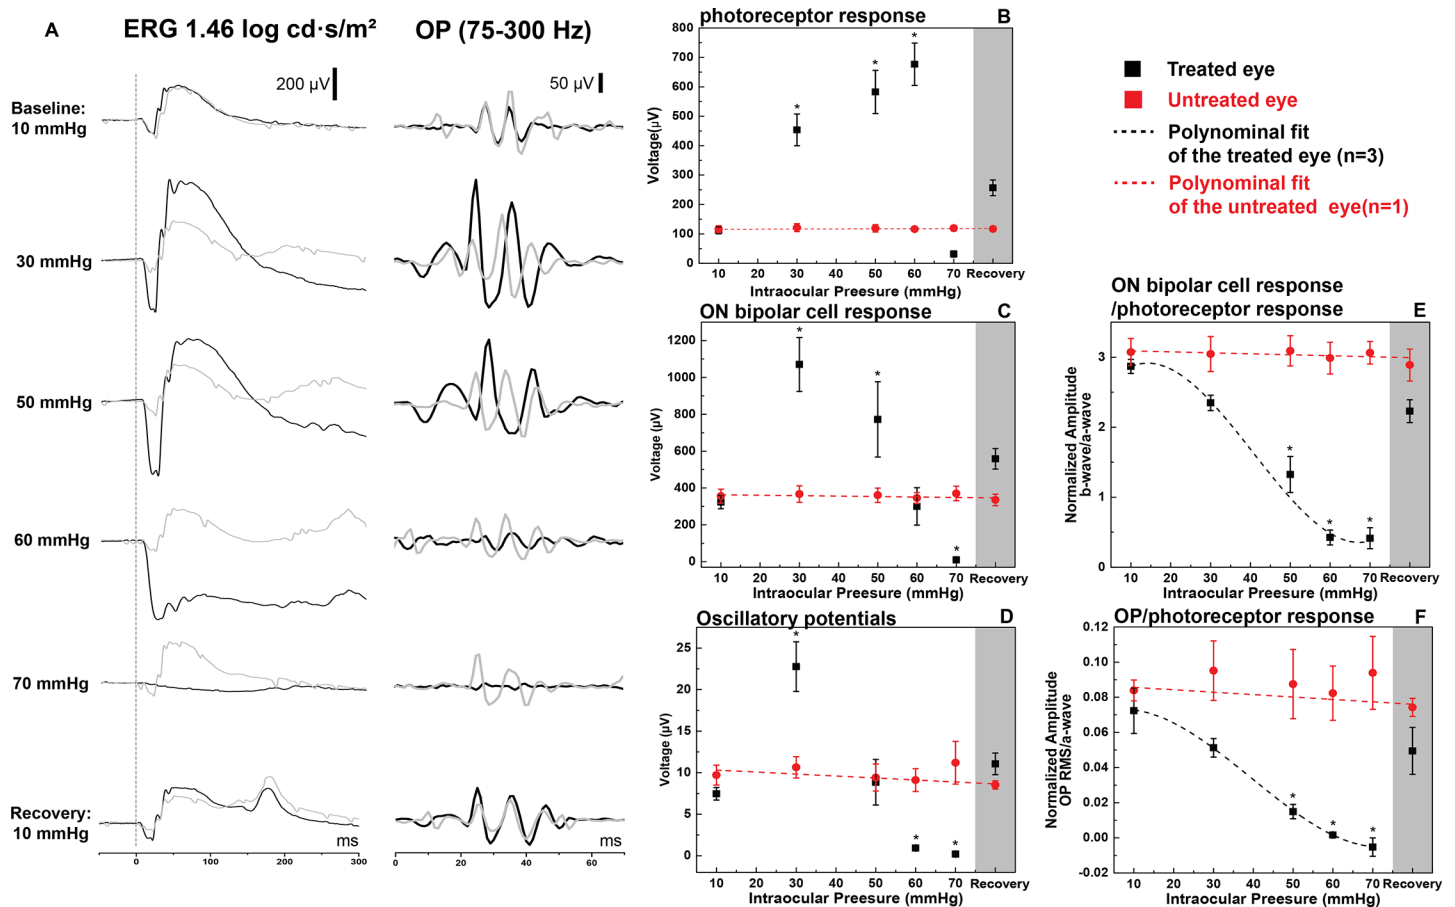 A
ERG 1.46 log cd·s/m²
OP (75-300 Hz)
200 µV
50 µV
Baseline:
10 mmHg
30 mmHg
50 mmHg
60 mmHg
70 mmHg
Recovery:
10 mmHg
ms
ms
0 100 200 300
0 20 40 60
photoreceptor response
B
Voltage(µV)
800
700
600
500
400
300
200
100
0
*
*
*
10 20 30 40 50 60 70 Recovery
Intraocular Preesure (mmHg)
ON bipolar cell response
C
Voltage (µV)
1200
1000
800
600
400
200
0
*
*
*
10 20 30 40 50 60 70 Recovery
Intraocular Pressure (mmHg)
Oscillatory potentials
D
Voltage (µV)
25
20
15
10
5
0
*
*
*
10 20 30 40 50 60 70 Recovery
Intraocular Pressure (mmHg)
Treated eye
Untreated eye
Polynominal fit
of the treated eye (n=3)
Polynominal fit
of the untreated eye(n=1)
ON bipolar cell response
/photoreceptor response
E
Normalized Amplitude
b-wave/a-wave
3
2
1
0
*
*
*
10 20 30 40 50 60 70 Recovery
Intraocular Pressure (mmHg)
OP/photoreceptor response
F
Normalized Amplitude
OP RMS/a-wave
0.12
0.10
0.08
0.06
0.04
0.02
0.00
-0.02
*
*
*
10 20 30 40 50 60 70 Recovery
Intraocular Pressure (mmHg)